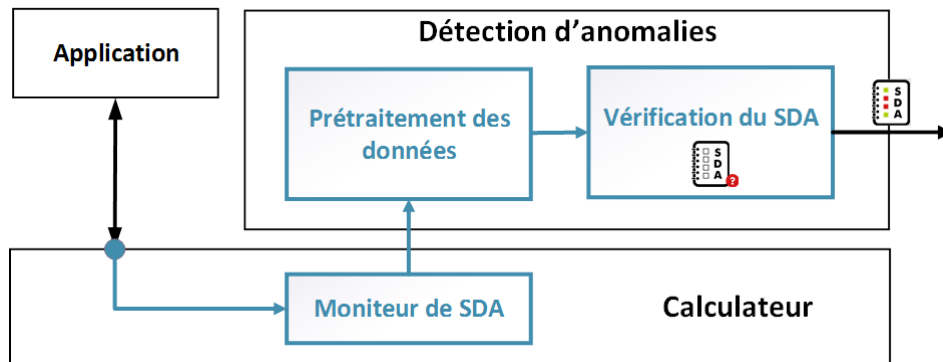 Application
Détection d'anomalies
Prétraitement des
données
Vérification du SDA
S
D
A
?
S
D
A
Moniteur de SDA
Calculateur